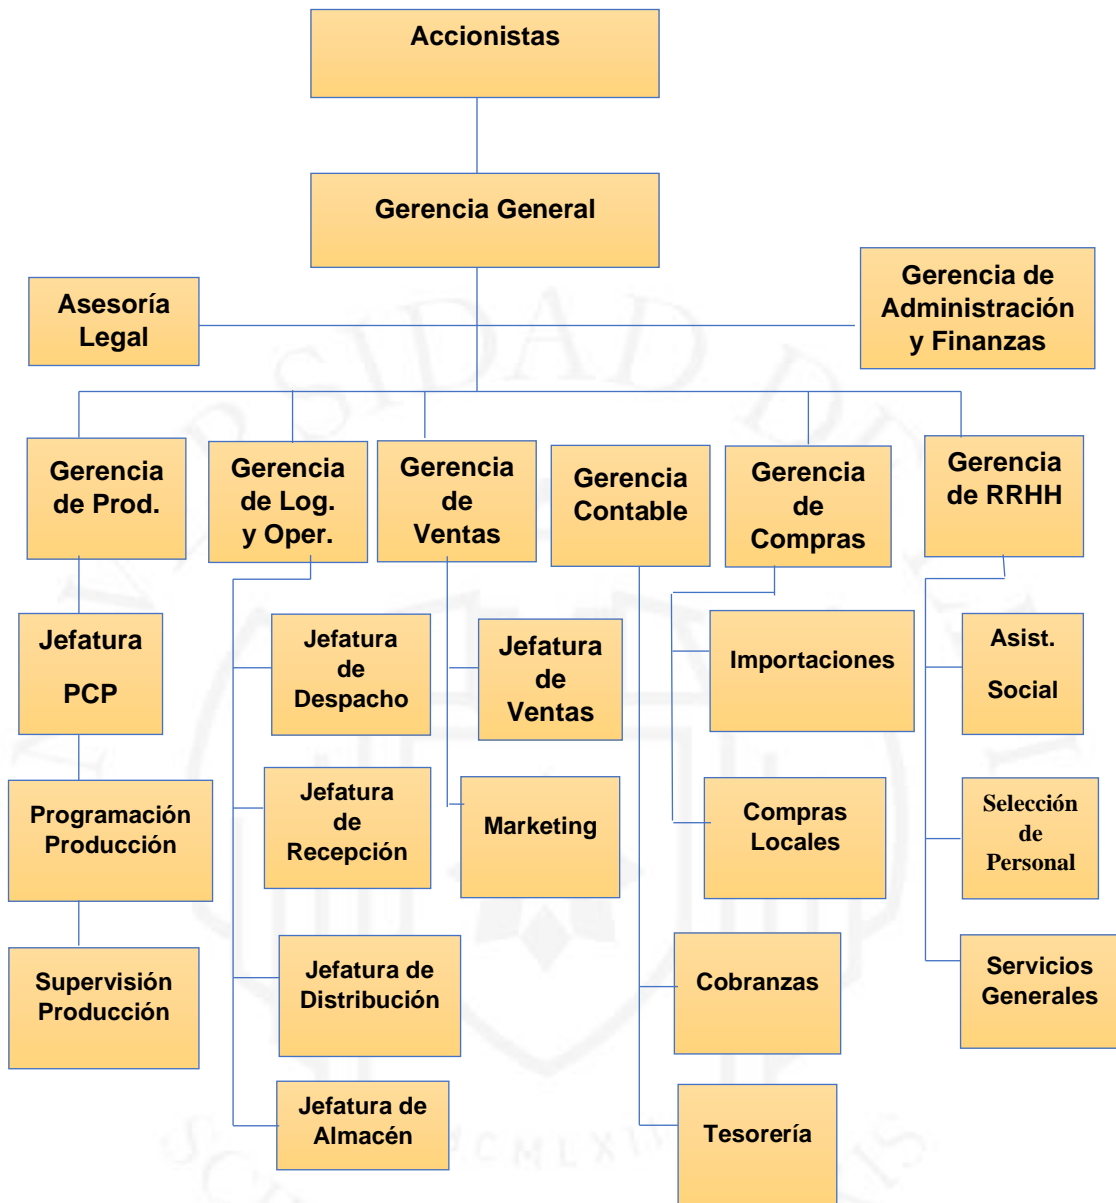 Accionistas
Gerencia General
Asesoría
Legal
Gerencia de
Administración
y Finanzas
Gerencia
de Prod.
Gerencia
de Log.
y Oper.
Gerencia
de
Ventas
Gerencia
Contable
Gerencia
de
Compras
Gerencia
de RRHH
Jefatura
PCP
Jefatura
de
Despacho
Jefatura
de
Ventas
Importaciones
Asist.
Social
Programación
Producción
Jefatura
de
Recepción
Marketing
Compras
Locales
Selección
de
Personal
Supervisión
Producción
Jefatura de
Distribución
Cobranzas
Servicios
Generales
Jefatura de
Almacén
Tesorería